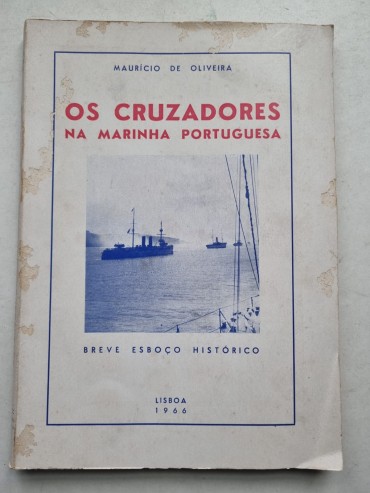 MAURÍCIO DE OLIVEIRA
OS CRUZADORES
NA MARINHA PORTUGUESA
BREVE ESBOÇO HISTÓRICO
LISBOA
1966